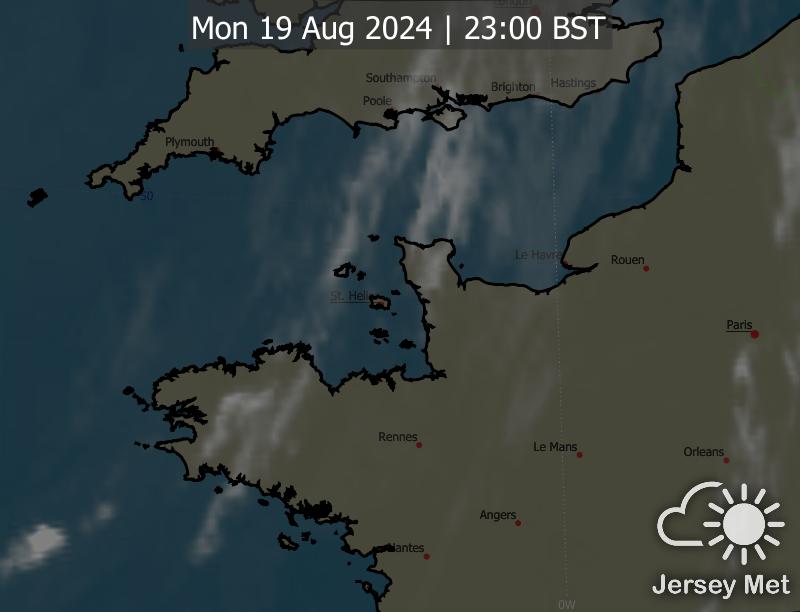 London
Mon 19 Aug 2024 | 23:00 BST
Southampton
Brighton
Hastings
Poole
Plymouth
50
Le Havre
Rouen
St. Helier
Paris
Rennes
Le Mans
Orleans
Angers
Nantes
Jersey Met
0W